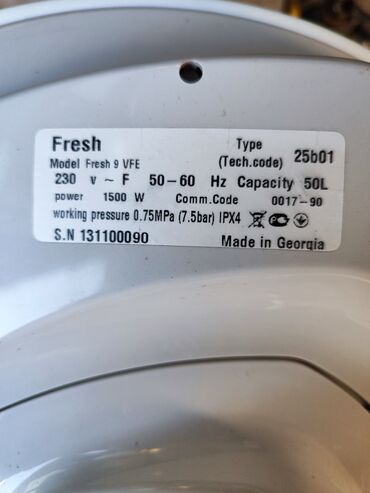 Fresh Type
Model Fresh 9 VFE (Tech.code) 25b01
230 v ~ F 50-60 Hz Capacity 50L
power 1500 W Comm.Code 0017-90
working pressure 0.75MPa (7.5bar) IPX4
S.N 131100090 Made in Georgia